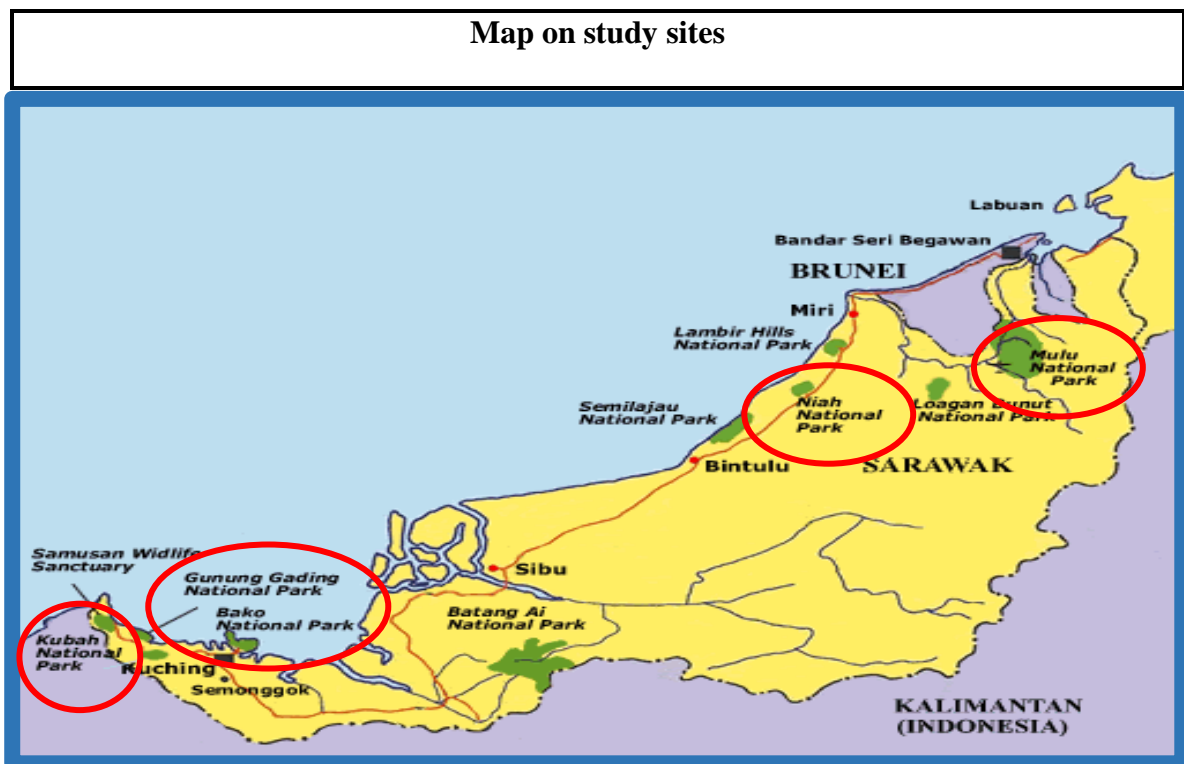 Map on study sites
Labuan
Bandar Seri Begawan
BRUNEI
Miri
Lambir Hills
National Park
Mulu
National
Park
Niah
National
Park
Loagan Bunut
National Park
Semilajau
National Park
Bintulu
SARAWAK
Samusan Widlife
Sanctuary
Gunung Gading
National Park
Bako
National Park
Sibu
Batang Ai
National Park
Kubah
National
Park
Kuching
Semonggok
KALIMANTAN
(INDONESIA)